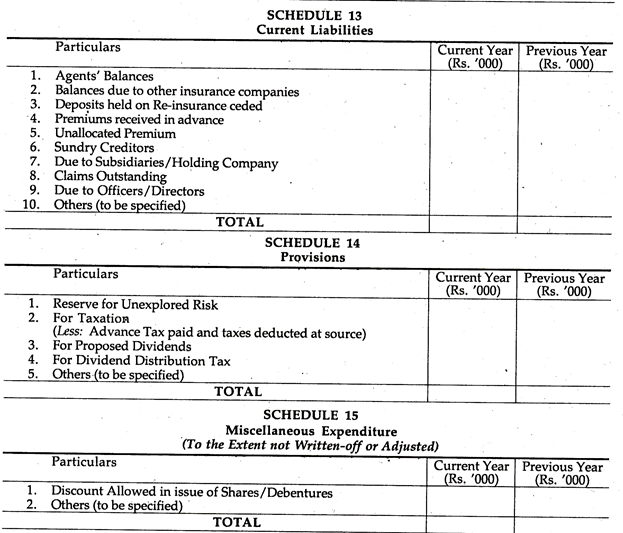 SCHEDULE 13
Current Liabilities
Particulars Current Year Previous Year
(Rs. '000) (Rs. '000)
1. Agents' Balances
2. Balances due to other insurance companies
3. Deposits held on Re-insurance ceded
4. Premiums received in advance
5. Unallocated Premium
6. Sundry Creditors
7. Due to Subsidiaries/Holding Company
8. Claims Outstanding
9. Due to Officers/Directors
10. Others (to be specified)
TOTAL
SCHEDULE 14
Provisions
Particulars Current Year Previous Year
(Rs. '000) (Rs. '000)
1. Reserve for Unexplored Risk
2. For Taxation
(Less: Advance Tax paid and taxes deducted at source)
3. For Proposed Dividends
4. For Dividend Distribution Tax
5. Others (to be specified)
TOTAL
SCHEDULE 15
Miscellaneous Expenditure
(To the Extent not Written-off or Adjusted)
Particulars Current Year Previous Year
(Rs. '000) (Rs. '000)
1. Discount Allowed in issue of Shares/Debentures
2. Others (to be specified)
TOTAL